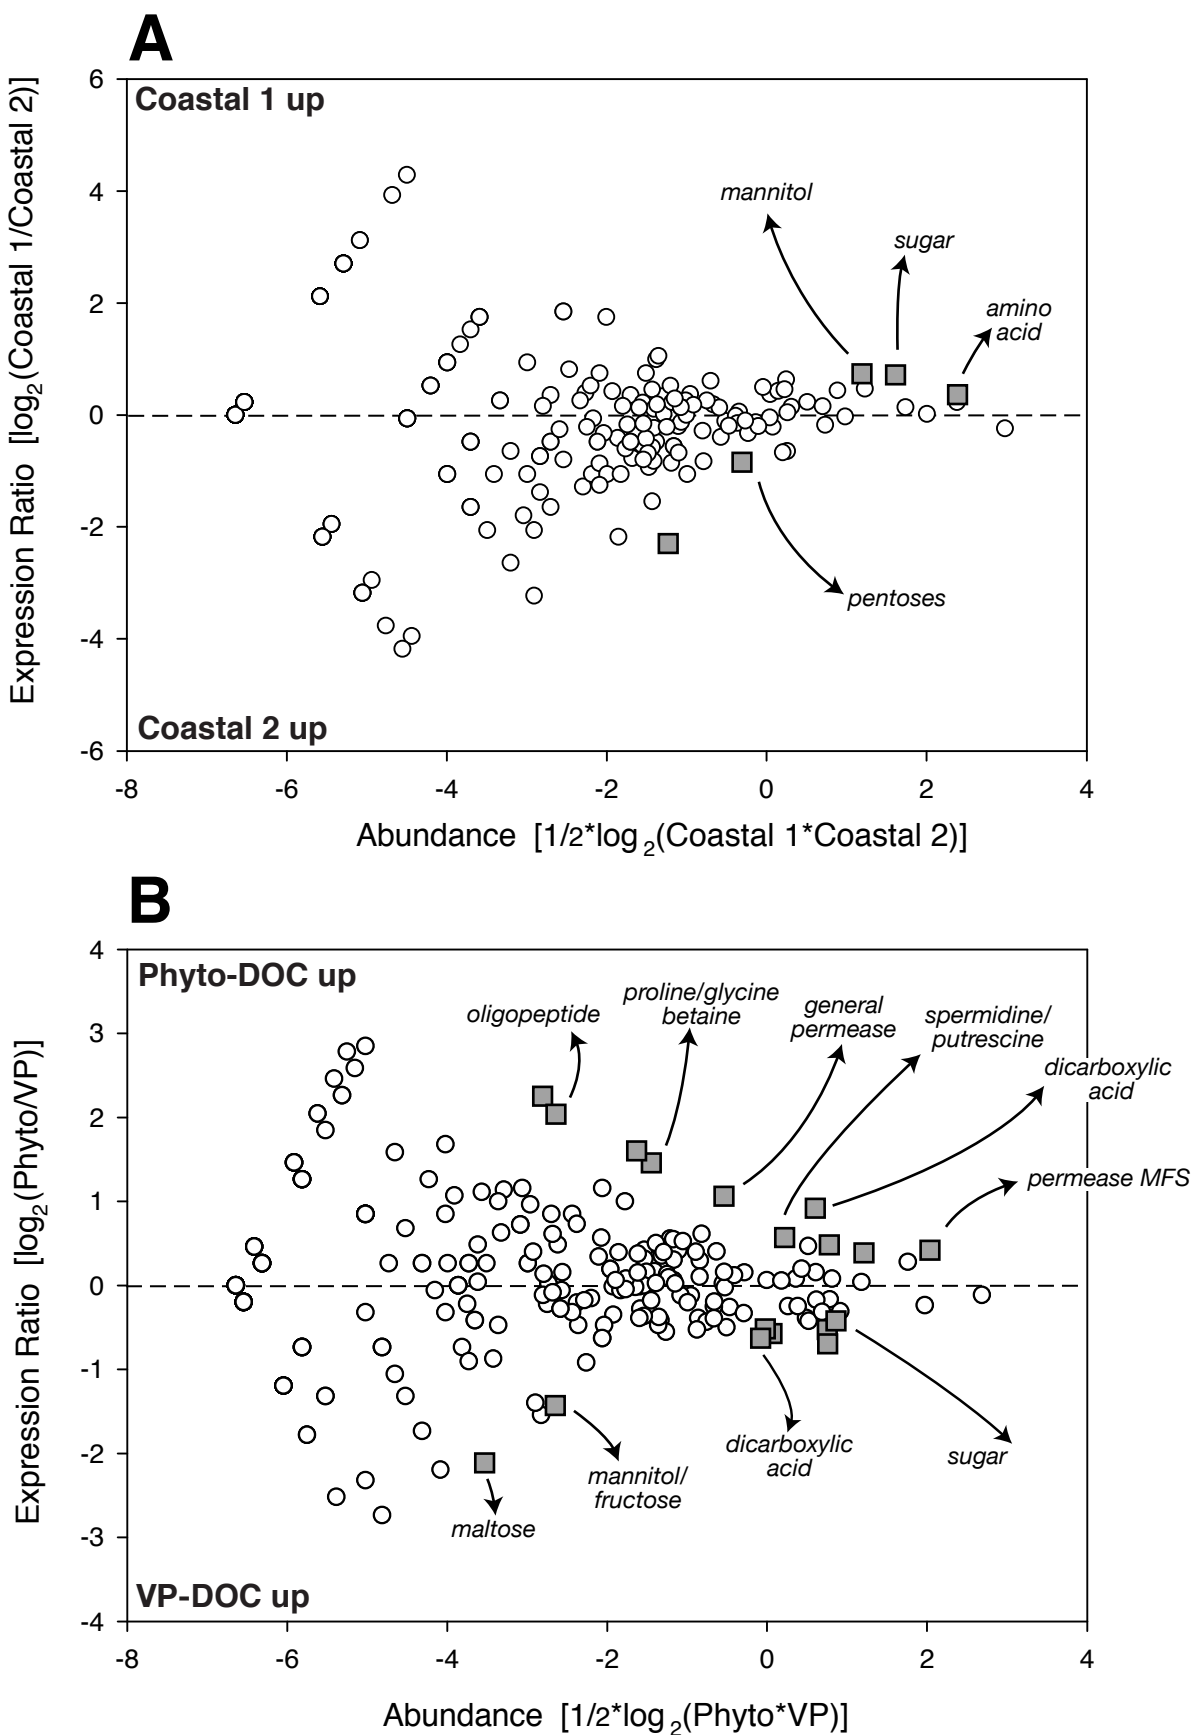 A
Expression Ratio [log2(Coastal 1/Coastal 2)]
6
4
2
0
-2
-4
-6
Coastal 1 up
mannitol
sugar
amino
acid
pentoses
Coastal 2 up
-8 -6 -4 -2 0 2 4
Abundance [1/2*log2(Coastal 1*Coastal 2)]
B
Expression Ratio [log2(Phyto/VP)]
4
3
2
1
0
-1
-2
-3
-4
Phyto-DOC up
oligopeptide
proline/glycine
betaine
general
permease
spermidine/
putrescine
dicarboxylic
acid
permease MFS
maltose
mannitol/
fructose
dicarboxylic
acid
sugar
VP-DOC up
-8 -6 -4 -2 0 2 4
Abundance [1/2*log2(Phyto*VP)]